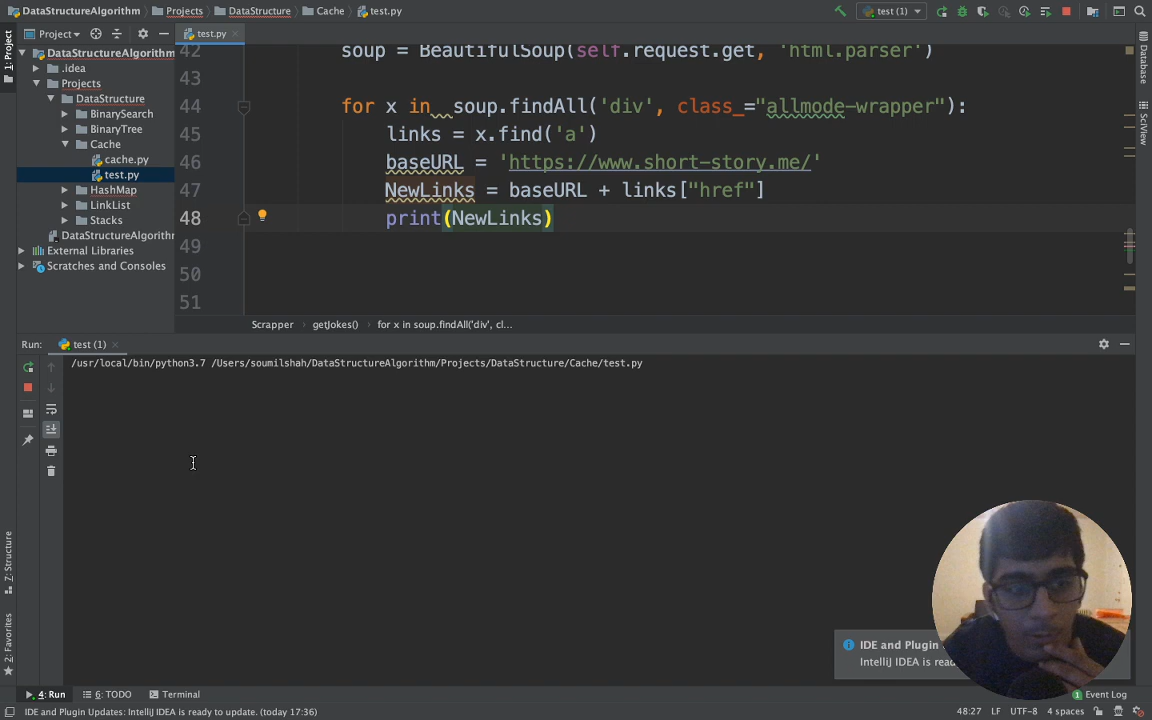 DataStructureAlgorithm
Projects
DataStructure
Cache
test.py
test (1)
1: Project
Project
test.py
DataStructureAlgorithm
.idea
Projects
DataStructure
BinarySearch
BinaryTree
Cache
cache.py
test.py
HashMap
LinkList
Stacks
DataStructureAlgorithm
External Libraries
Scratches and Consoles
42 soup = BeautifulSoup(self.request.get, 'html.parser')
43
44 for x in soup.findAll('div', class_="allmode-wrapper"):
45 links = x.find('a')
46 baseURL = 'https://www.short-story.me/'
47 NewLinks = baseURL + links["href"]
48 print(NewLinks)
49
50
51
Scrapper
getJokes()
for x in soup.findAll('div', cl...
Database
SciView
Run:
test (1)
/usr/local/bin/python3.7 /Users/soumilshah/DataStructureAlgorithm/Projects/DataStructure/Cache/test.py
7: Structure
2: Favorites
IDE and Plugin
IntelliJ IDEA is read
4: Run
6: TODO
Terminal
Event Log
IDE and Plugin Updates: IntelliJ IDEA is ready to update. (today 17:36)
48:27
LF
UTF-8
4 spaces